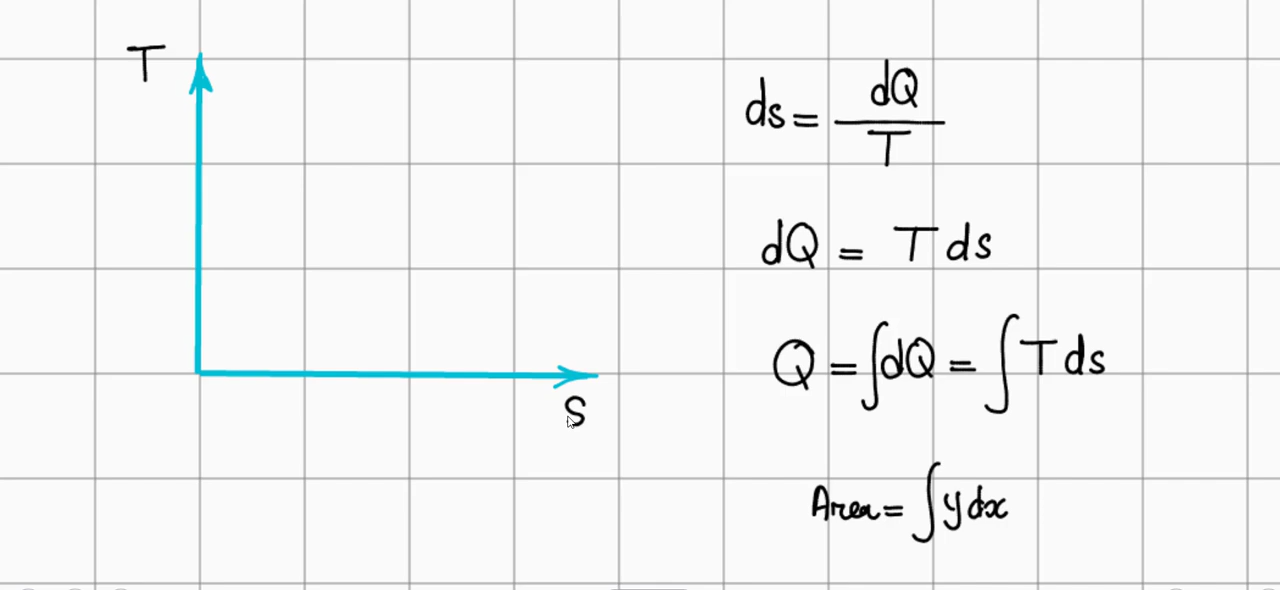 T
S
ds = dQ/T
dQ = T ds
Q = ∫dQ = ∫T ds
Area = ∫y dx